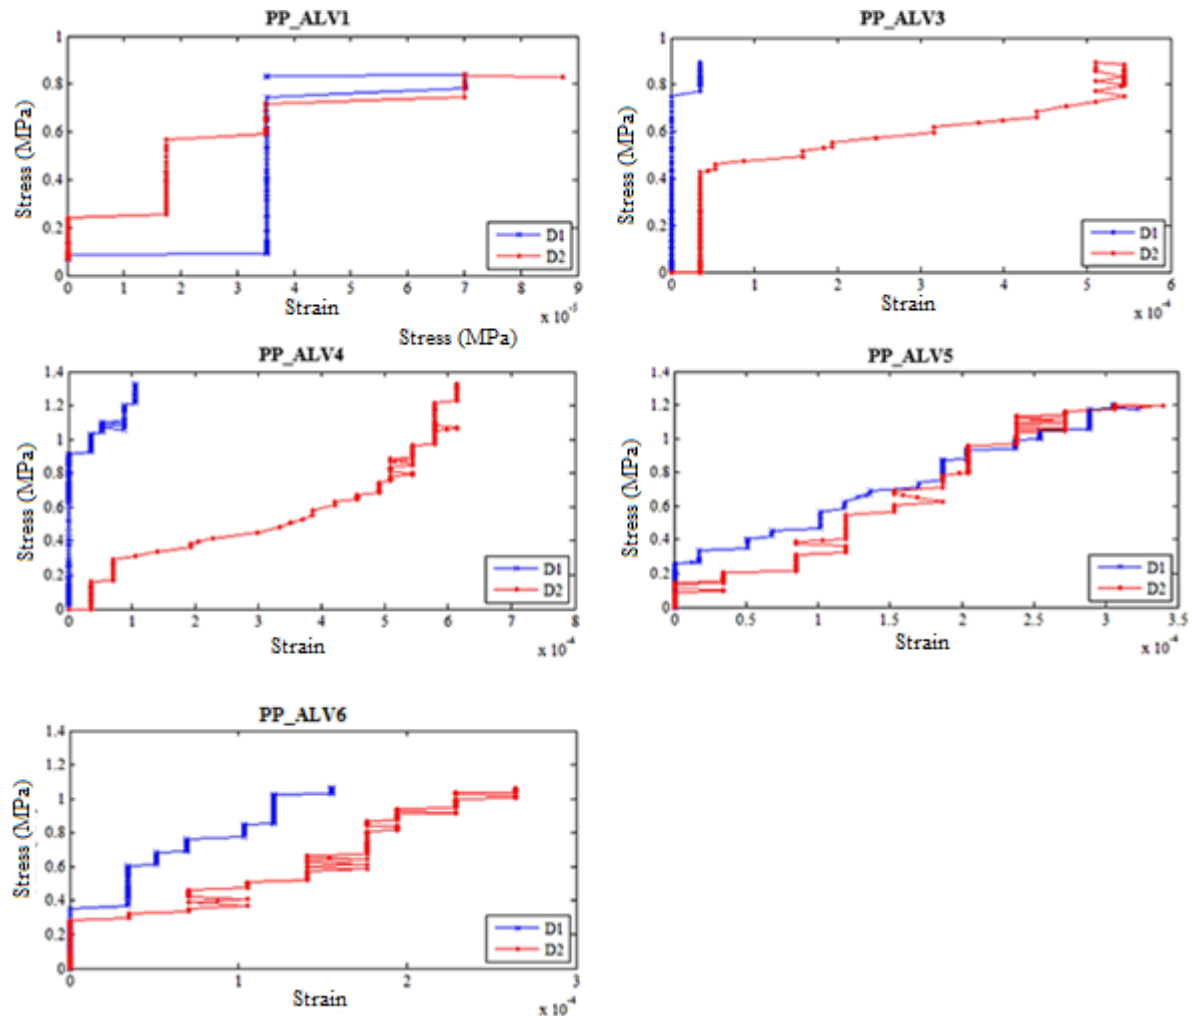 PP_ALV1
1
0.8
0.6
0.4
0.2
0
Stress (MPa)
D1
D2
0 1 2 3 4 5 6 7 8 9
Strain
x 10⁻⁵
PP_ALV3
1
0.8
0.6
0.4
0.2
0
Stress (MPa)
D1
D2
0 1 2 3 4 5 6
Strain
x 10⁻⁴
Stress (MPa)
PP_ALV4
1.4
1.2
1
0.8
0.6
0.4
0.2
0
Stress (MPa)
D1
D2
0 1 2 3 4 5 6 7 8
Strain
x 10⁻⁴
PP_ALV5
1.4
1.2
1
0.8
0.6
0.4
0.2
0
Stress (MPa)
D1
D2
0 0.5 1 1.5 2 2.5 3 3.5
Strain
x 10⁻⁴
PP_ALV6
1.4
1.2
1
0.8
0.6
0.4
0.2
0
Stress (MPa)
D1
D2
0 1 2 3
Strain
x 10⁻⁴